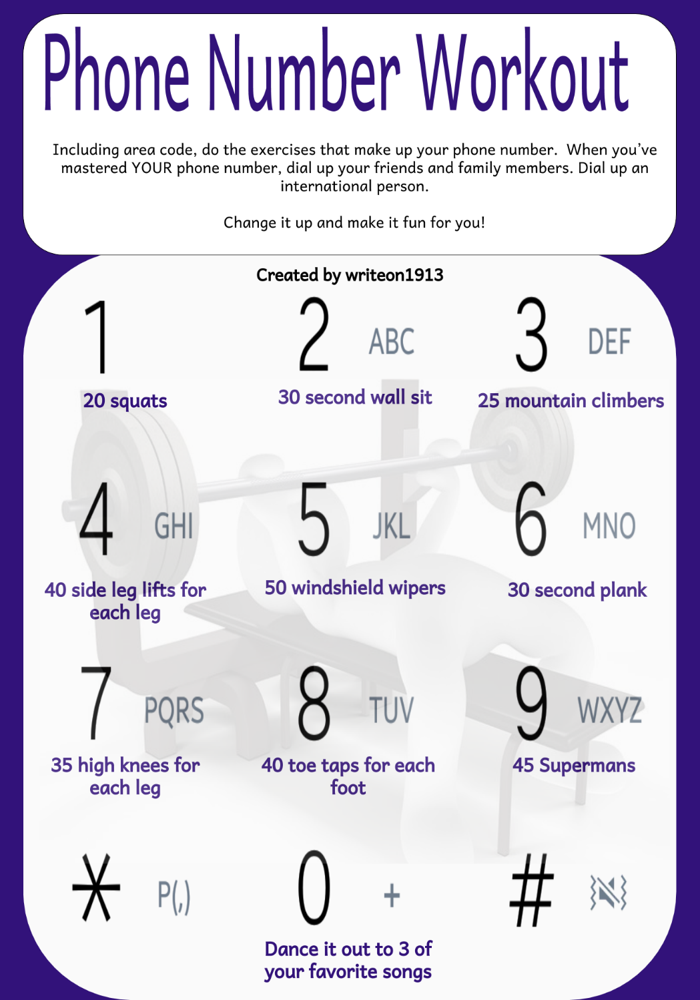 Phone Number Workout
Including area code, do the exercises that make up your phone number.  When you've
mastered YOUR phone number, dial up your friends and family members. Dial up an
international person.
Change it up and make it fun for you!
Created by writeon1913
1 2 ABC 3 DEF
20 squats 30 second wall sit 25 mountain climbers
4 GHI 5 JKL 6 MNO
40 side leg lifts for
each leg
50 windshield wipers
30 second plank
7 PQRS 8 TUV 9 WXYZ
35 high knees for
each leg
40 toe taps for each
foot
45 Supermans
* P(,) 0 + #
Dance it out to 3 of
your favorite songs